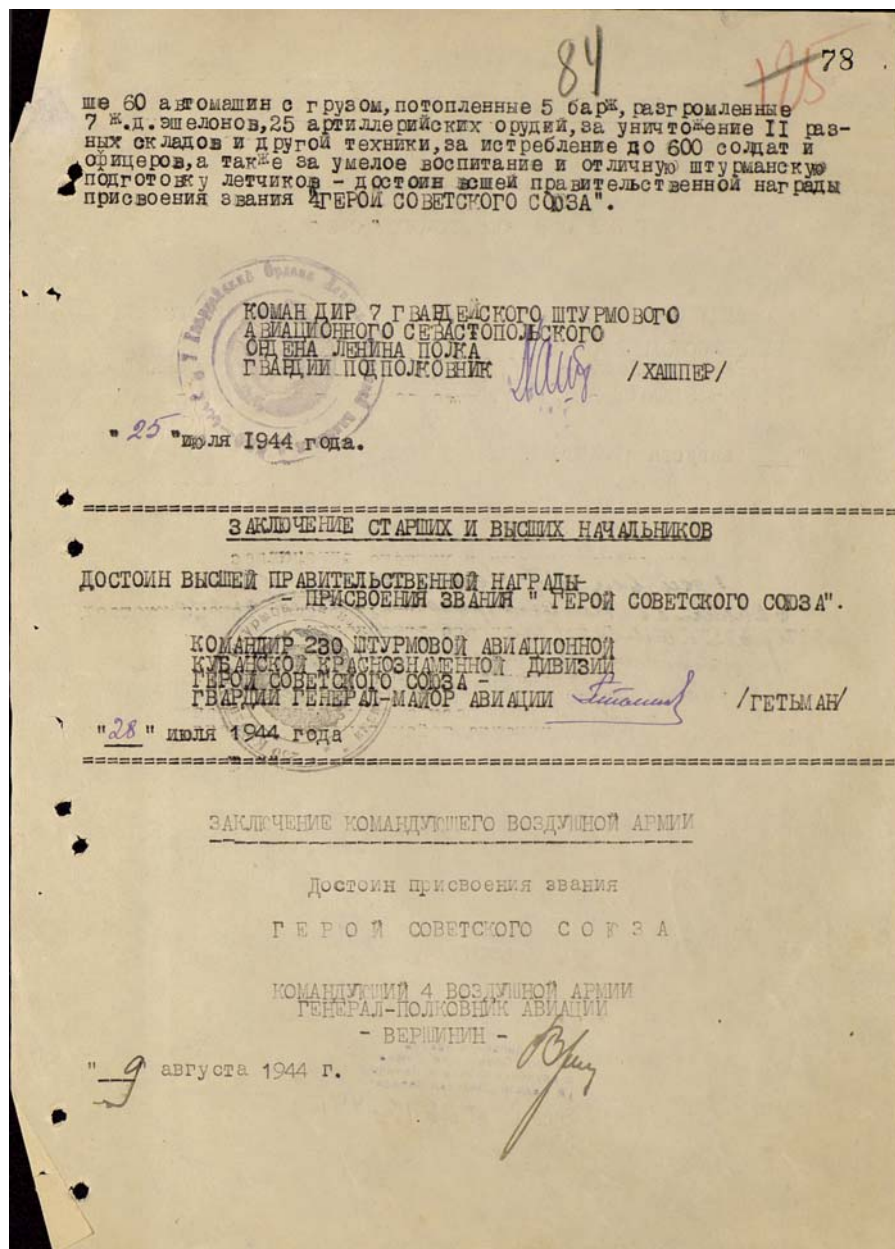 84
125
78
ше 60 автомашин с грузом,потопленные 5 барж,разгромленные
7 ж.д.эшелонов,25 артиллерийских орудий,за уничтожение II раз-
ных складов и другой техники,за истребление до 600 солдат и
офицеров,а также за умелое воспитание и отличную штурманскую
подготовку летчиков - достоин всшей правительственной награды
присвоения звания "ГЕРОЙ СОВЕТСКОГО СОЮЗА".
КОМАНДИР 7 ГВАРДЕЙСКОГО ШТУРМОВОГО
АВИАЦИОННОГО СЕВАСТОПОЛЬСКОГО
ОРДЕНА ЛЕНИНА ПОЛКА
ГВАРДИИ ПОДПОЛКОВНИК /ХАШПЕР/
"25"июля 1944 года.
ЗАКЛЮЧЕНИЕ СТАРШИХ И ВЫСШИХ НАЧАЛЬНИКОВ
ДОСТОИН ВЫСШЕЙ ПРАВИТЕЛЬСТВЕННОЙ НАГРАДЫ-
- ПРИСВОЕНИЯ ЗВАНИЯ " ГЕРОЙ СОВЕТСКОГО СОЮЗА".
КОМАНДИР 230 ШТУРМОВОЙ АВИАЦИОННОЙ
КУБАНСКОЙ КРАСНОЗНАМЕННОЙ ДИВИЗИИ
ГЕРОЙ СОВЕТСКОГО СОЮЗА -
ГВАРДИИ ГЕНЕРАЛ-МАЙОР АВИАЦИИ /ГЕТЬМАН/
"28" июля 1944 года
ЗАКЛЮЧЕНИЕ КОМАНДУЮЩЕГО ВОЗДУШНОЙ АРМИИ
Достоин присвоения звания
Г Е Р О Й СОВЕТСКОГО С О Ю З А
КОМАНДУЮЩИЙ 4 ВОЗДУШНОЙ АРМИИ
ГЕНЕРАЛ-ПОЛКОВНИК АВИАЦИИ
- ВЕРШИНИН -
"9 августа 1944 г.